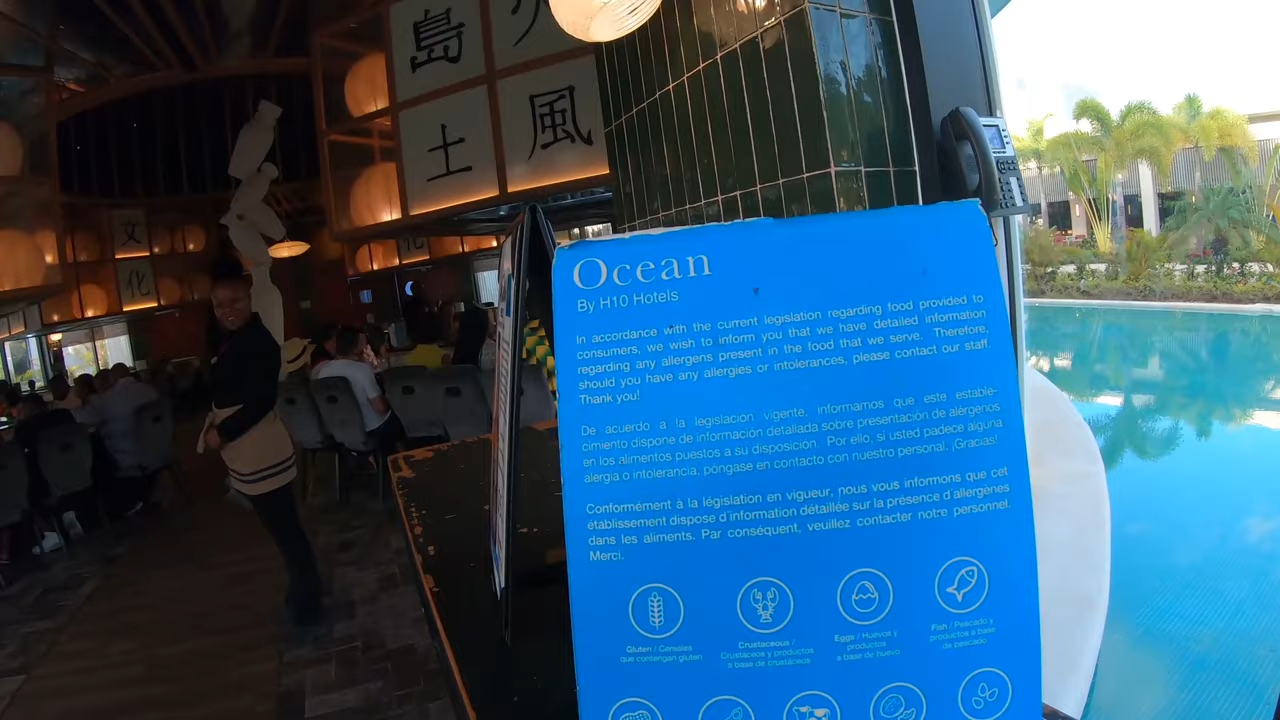 島 火
土 風
文
化
化
Ocean
By H10 Hotels
In accordance with the current legislation regarding food provided to
consumers, we wish to inform you that we have detailed information
regarding any allergens present in the food that we serve. Therefore,
should you have any allergies or intolerances, please contact our staff.
Thank you!
De acuerdo a la legislación vigente, informamos que este estable-
cimiento dispone de información detallada sobre presentación de alérgenos
en los alimentos puestos a su disposición. Por ello, si usted padece alguna
alergia o intolerancia, póngase en contacto con nuestro personal. ¡Gracias!
Conformément à la législation en vigueur, nous vous informons que cet
établissement dispose d'information détaillée sur la présence d'allergènes
dans les aliments. Par conséquent, veuillez contacter notre personnel.
Merci.
Gluten / Cereales
que contengan gluten
Crustaceous /
Crustáceos y productos
a base de crustáceos
Eggs / Huevos y
productos
a base de huevo
Fish / Pescado y
productos a base
de pescado